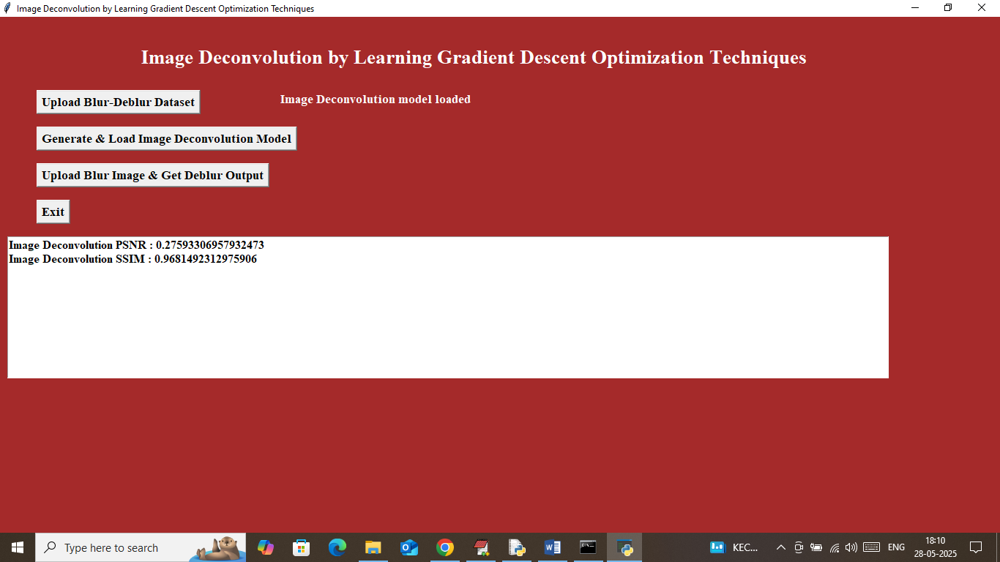 Image Deconvolution by Learning Gradient Descent Optimization Techniques
Image Deconvolution by Learning Gradient Descent Optimization Techniques
Upload Blur-Deblur Dataset
Image Deconvolution model loaded
Generate & Load Image Deconvolution Model
Upload Blur Image & Get Deblur Output
Exit
Image Deconvolution PSNR : 0.27593306957932473
Image Deconvolution SSIM : 0.9681492312975906
Type here to search
KEC...
ENG
18:10
28-05-2025